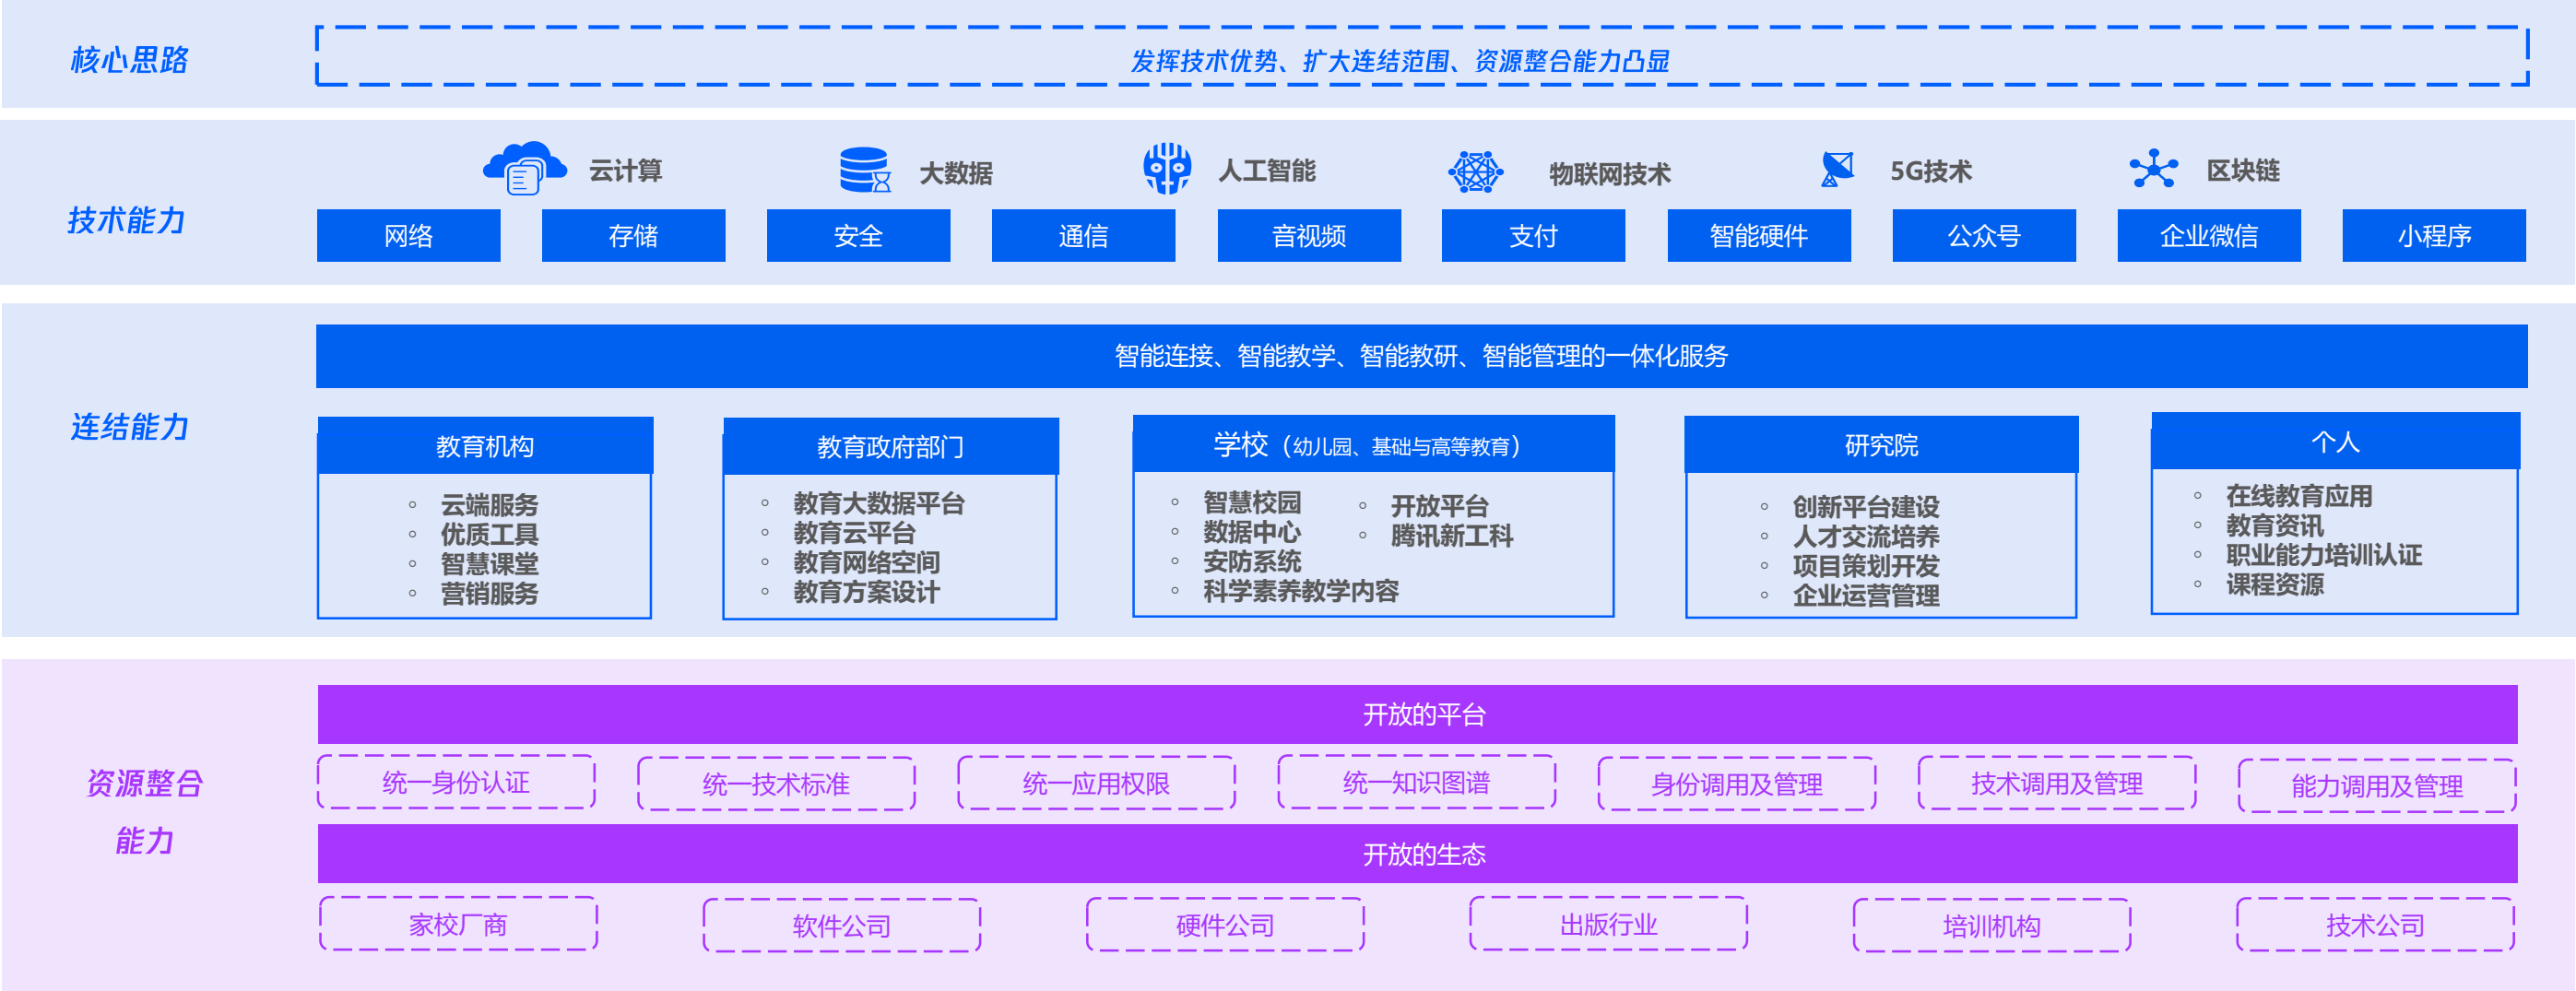 核心思路
发挥技术优势、扩大连结范围、资源整合能力凸显
技术能力
云计算
大数据
人工智能
物联网技术
5G技术
区块链
网络
存储
安全
通信
音视频
支付
智能硬件
公众号
企业微信
小程序
连结能力
智能连接、智能教学、智能教研、智能管理的一体化服务
教育机构
云端服务
优质工具
智慧课堂
营销服务
教育政府部门
教育大数据平台
教育云平台
教育网络空间
教育方案设计
学校（幼儿园、基础与高等教育）
智慧校园
数据中心
安防系统
科学素养教学内容
开放平台
腾讯新工科
研究院
创新平台建设
人才交流培养
项目策划开发
企业运营管理
个人
在线教育应用
教育资讯
职业能力培训认证
课程资源
资源整合
能力
开放的平台
统一身份认证
统一技术标准
统一应用权限
统一知识图谱
身份调用及管理
技术调用及管理
能力调用及管理
开放的生态
家校厂商
软件公司
硬件公司
出版行业
培训机构
技术公司